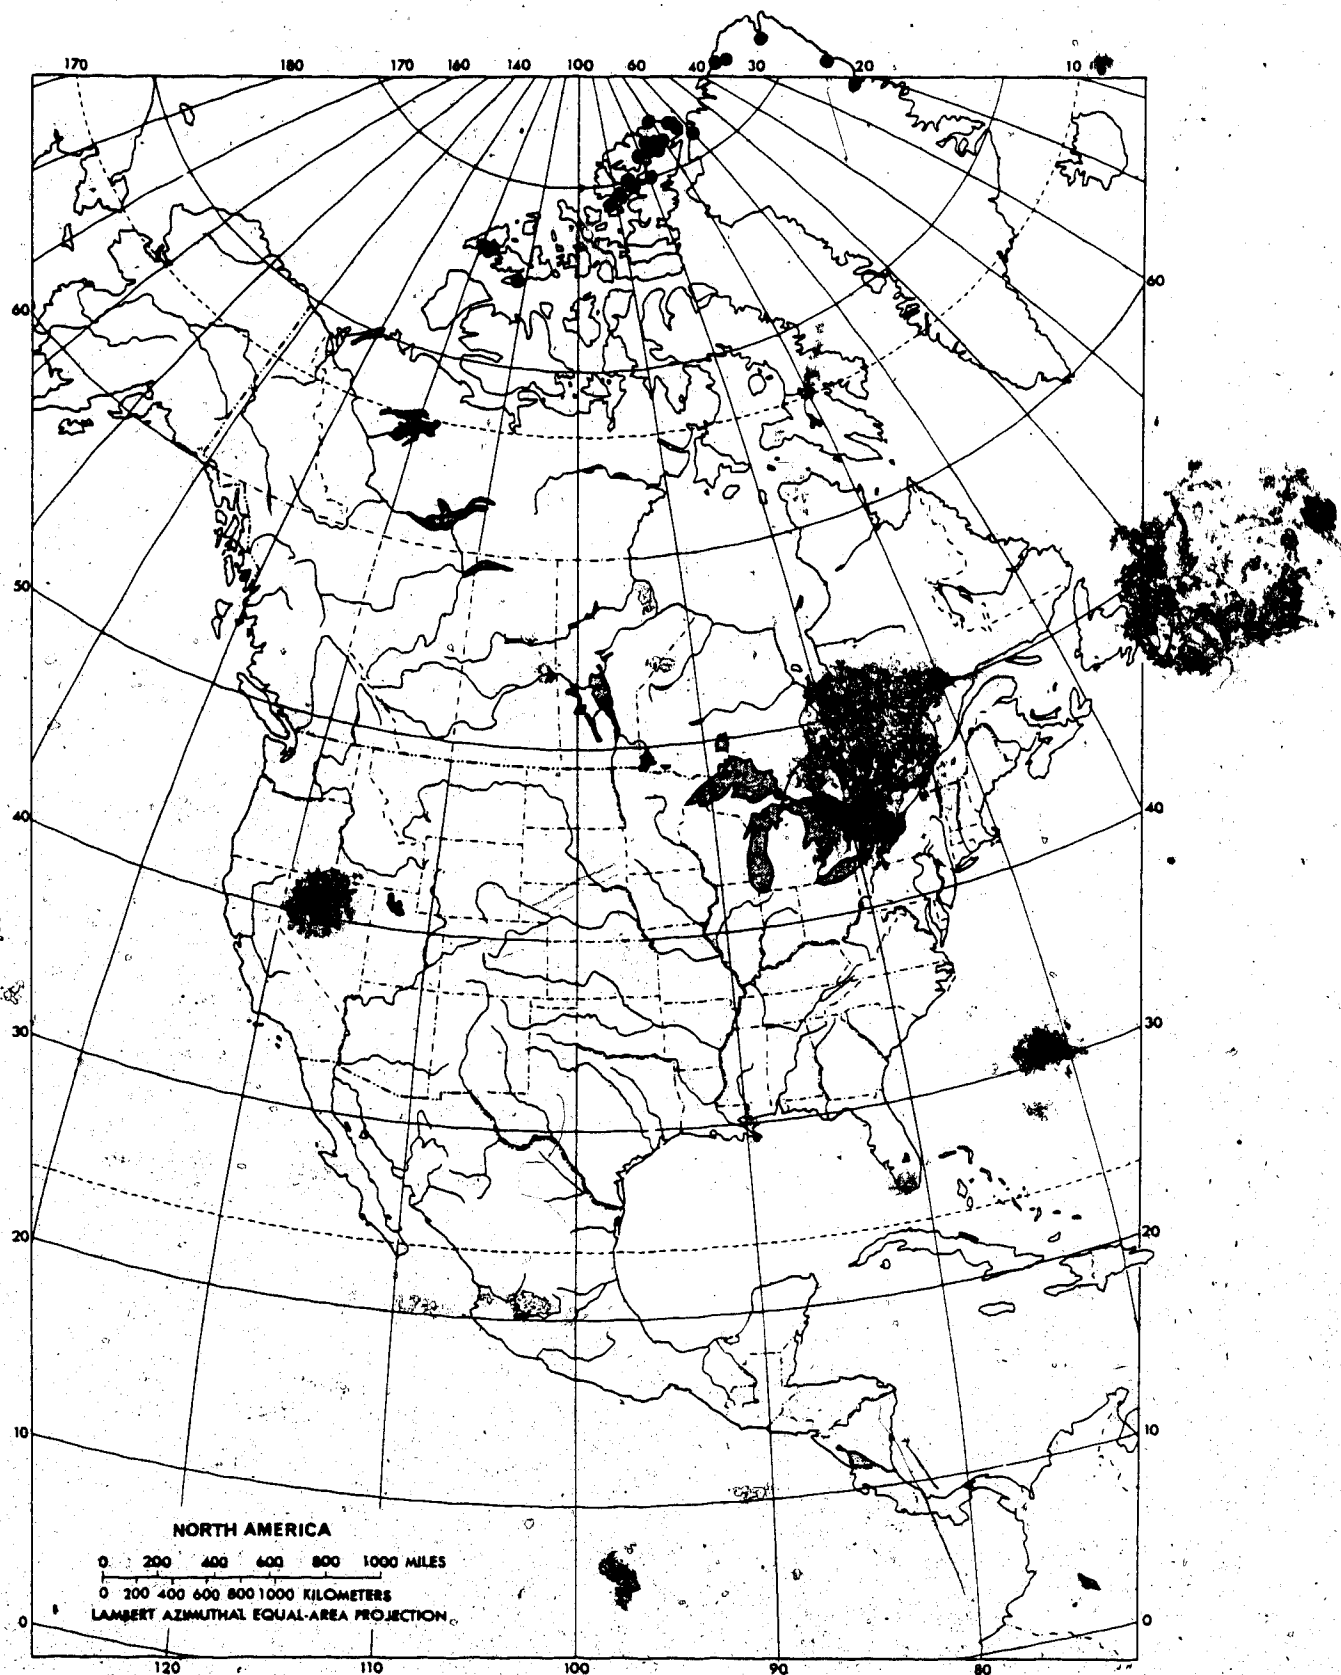 170 180 170 160 140 100 60 40 30 20 10
60 60
50
40 40
30 30
20 20
10 10
NORTH AMERICA
0 200 400 600 800 1000 MILES
0 200 400 600 800 1000 KILOMETERS
LAMBERT AZIMUTHAL EQUAL-AREA PROJECTION
0 0
120 110 100 90 80